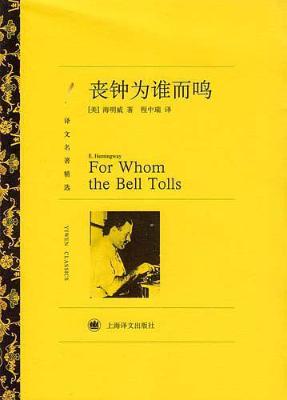 丧钟为谁而鸣
[美] 海明威 著 程中瑞 译
E. Hemingway
For Whom
the Bell Tolls
译文名著精选
YIWEN CLASSICS
上海译文出版社